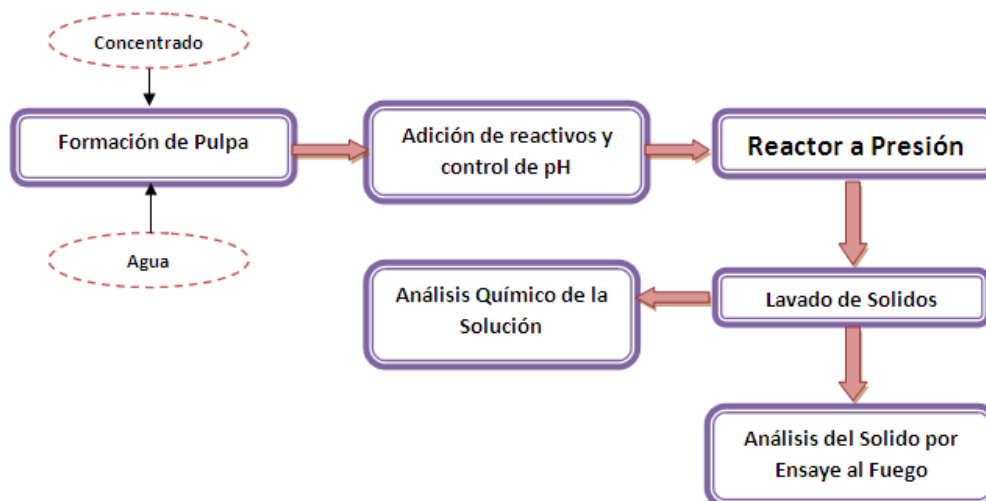 Concentrado
Formación de Pulpa
Agua
Adición de reactivos y
control de pH
Reactor a Presión
Lavado de Solidos
Análisis Químico de la
Solución
Análisis del Solido por
Ensaye al Fuego